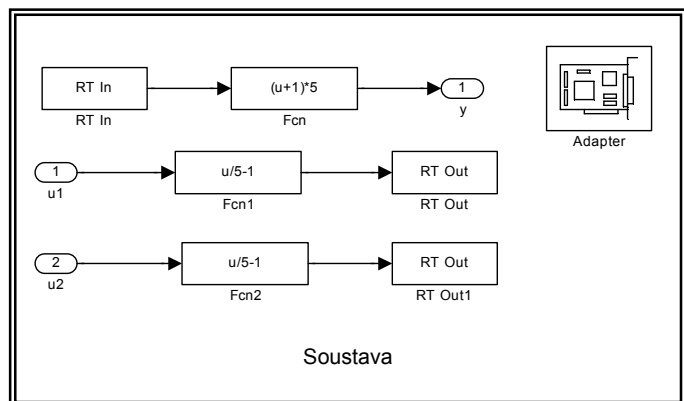 RT In
RT In
(u+1)*5
Fcn
1
y
Adapter
1
u1
u/5-1
Fcn1
RT Out
RT Out
2
u2
u/5-1
Fcn2
RT Out
RT Out1
Soustava